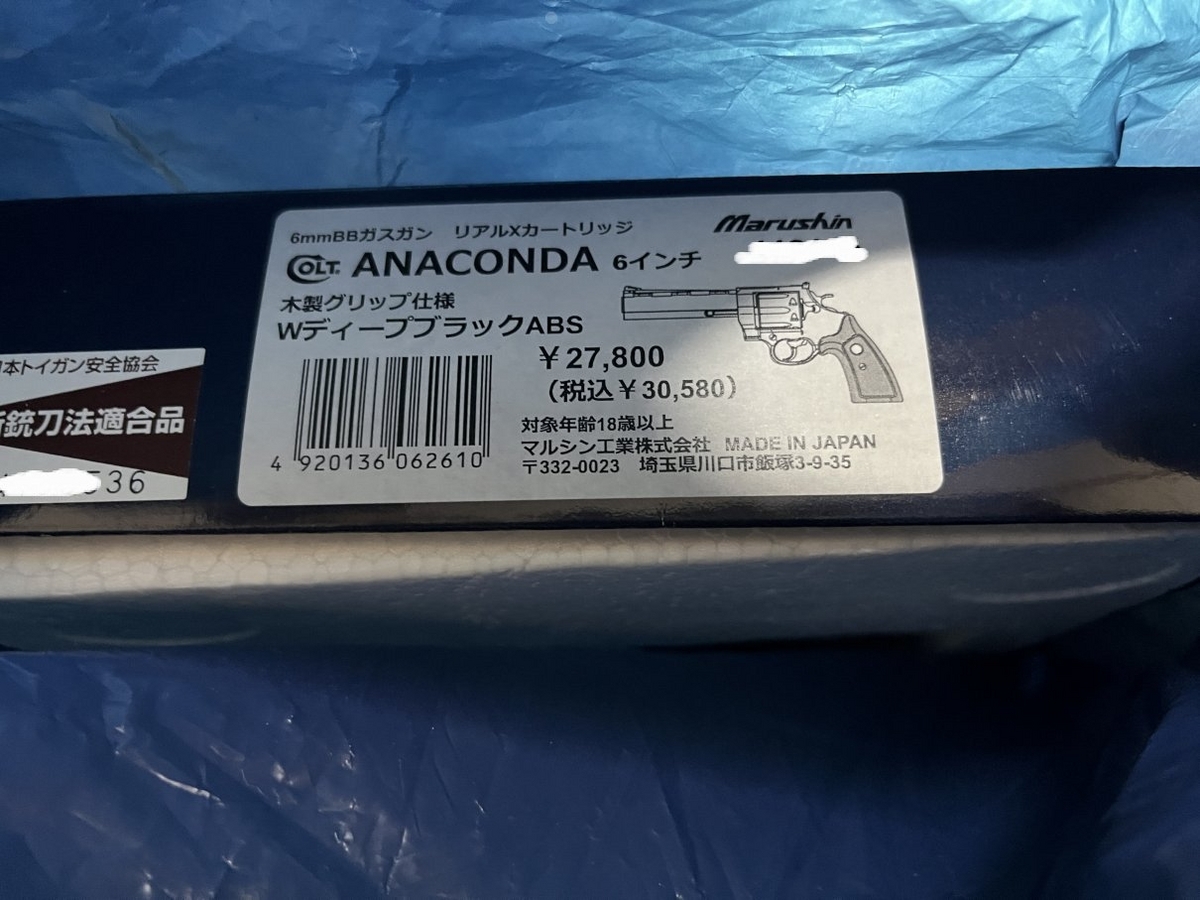 6mmBBガスガン リアルXカートリッジ
Marushin
COLT. ANACONDA 6インチ
木製グリップ仕様
WディープブラックABS
￥27,800
（税込￥30,580）
4 920136 062610
対象年齢18歳以上
マルシン工業株式会社 MADE IN JAPAN
〒332-0023 埼玉県川口市飯塚3-9-35
本トイガン安全協会
銃刀法適合品
536